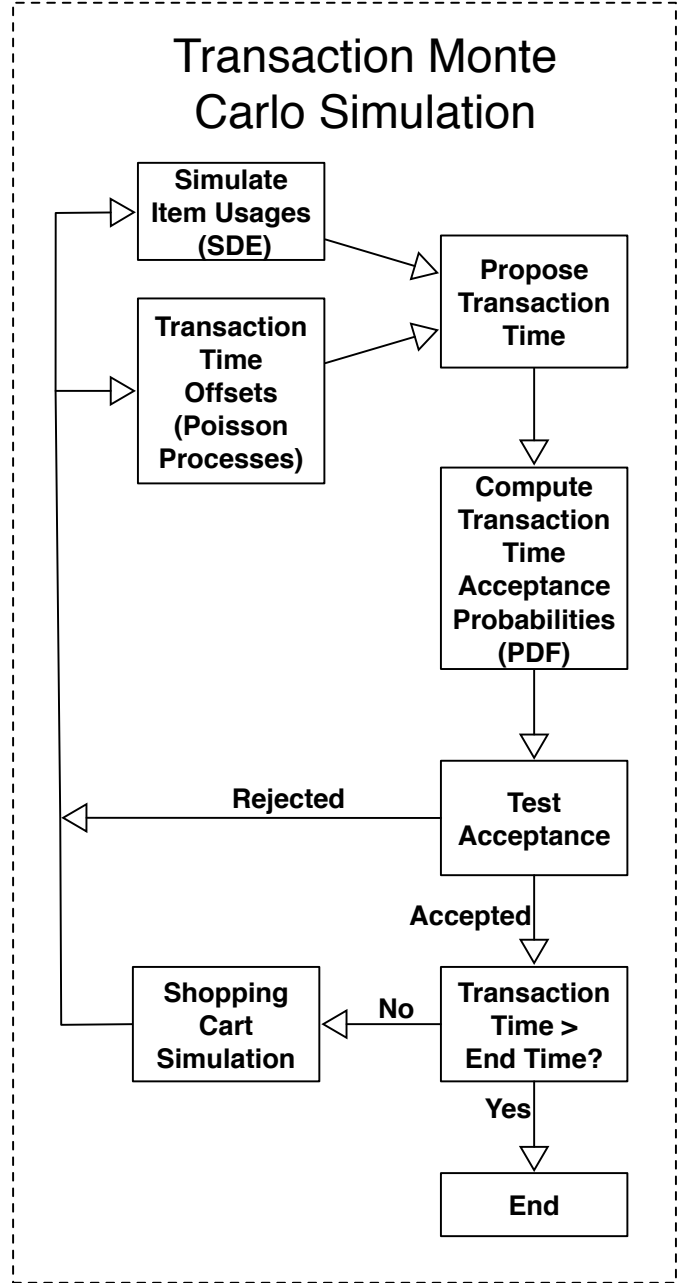 Transaction Monte
Carlo Simulation
Simulate
Item Usages
(SDE)
Transaction
Time
Offsets
(Poisson
Processes)
Propose
Transaction
Time
Compute
Transaction
Time
Acceptance
Probabilities
(PDF)
Rejected
Test
Acceptance
Accepted
Shopping
Cart
Simulation
No
Transaction
Time >
End Time?
Yes
End